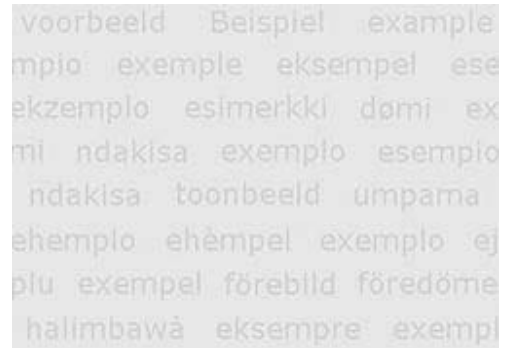 voorbeeld Beispiel example
mpio exemple eksempel ese
ekzemplo esimerkki dømi ex
mi ndakisa exemplo esempio
ndakisa toonbeeld umpama
ehemplo ehèmpel exemplo ej
plu exempel förebild föredöme
halimbawà eksempre exempl